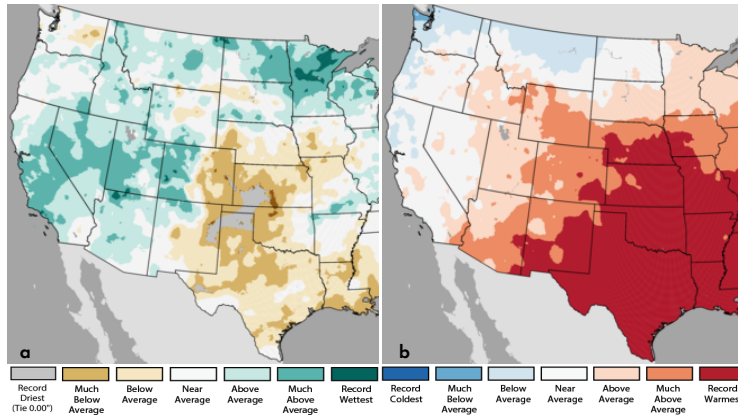 a
b
Record
Driest
(Tie 0.00")
Much
Below
Average
Below
Average
Near
Average
Above
Average
Much
Above
Average
Record
Wettest
Record
Coldest
Much
Below
Average
Below
Average
Near
Average
Above
Average
Much
Above
Average
Record
Warmes